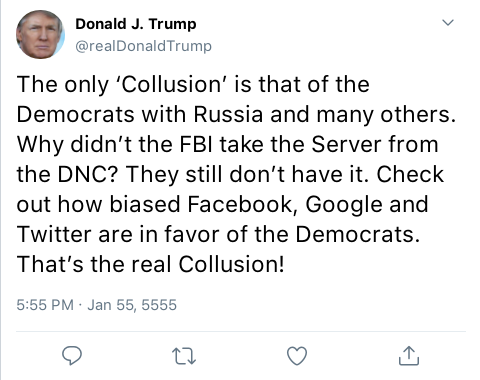 Donald J. Trump
@realDonaldTrump
The only ‘Collusion’ is that of the
Democrats with Russia and many others.
Why didn’t the FBI take the Server from
the DNC? They still don’t have it. Check
out how biased Facebook, Google and
Twitter are in favor of the Democrats.
That’s the real Collusion!
5:55 PM · Jan 55, 5555